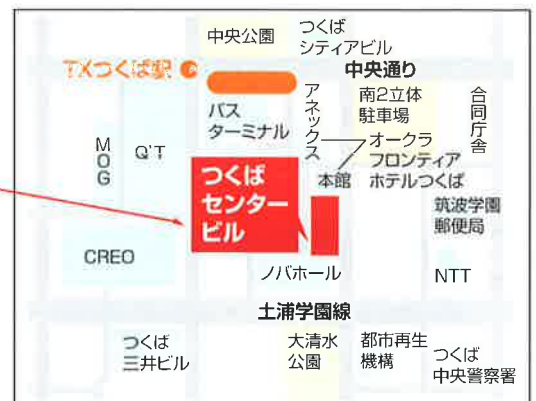 中央公園
つくば
シティアビル
TXつくば駅
中央通り
バス
ターミナル
アネックス
南2立体
駐車場
合同庁舎
MOG
Q'T
オークラ
フロンティア
ホテルつくば
本館
つくば
センター
ビル
筑波学園
郵便局
CREO
ノバホール
NTT
土浦学園線
つくば
三井ビル
大清水
公園
都市再生
機構
つくば
中央警察署